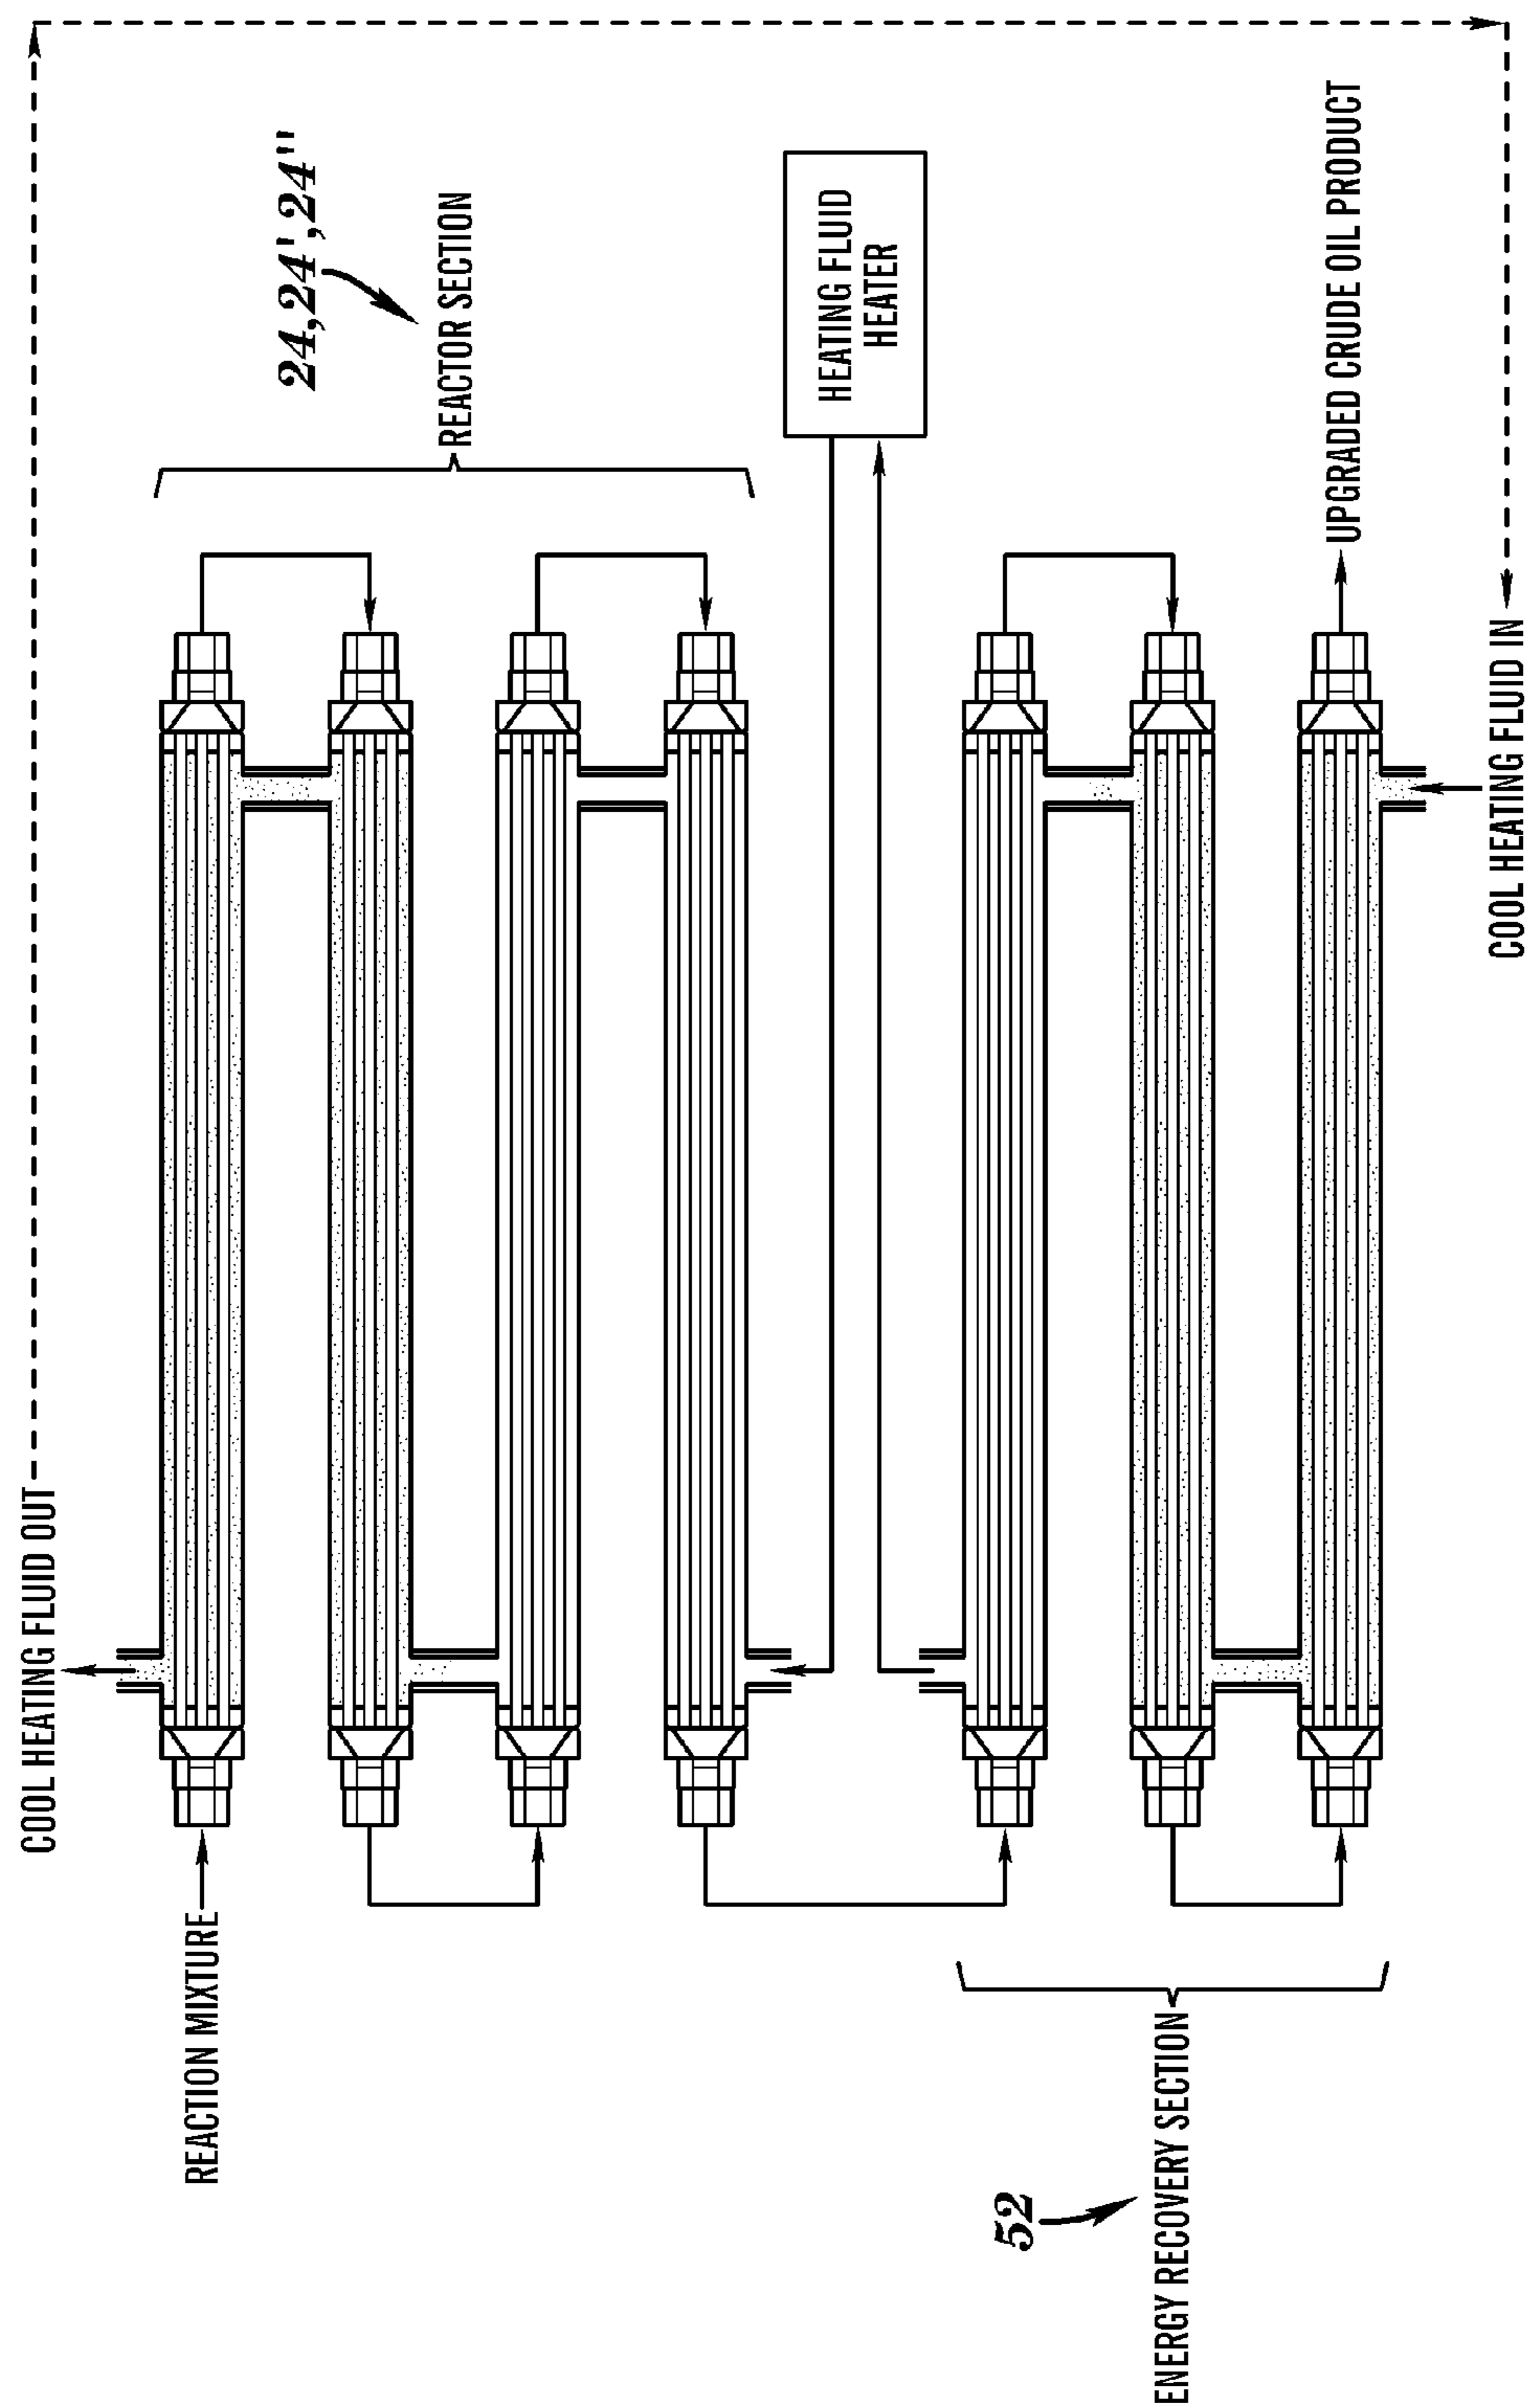 COOL HEATING FLUID OUT
REACTION MIXTURE
24,24',24"
REACTOR SECTION
HEATING FLUID
HEATER
52
ENERGY RECOVERY SECTION
UPGRADED CRUDE OIL PRODUCT
COOL HEATING FLUID IN